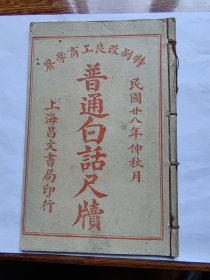 特別改良工商學界
民國廿八年仲秋月
普通白話尺牘
上海昌文書局印行